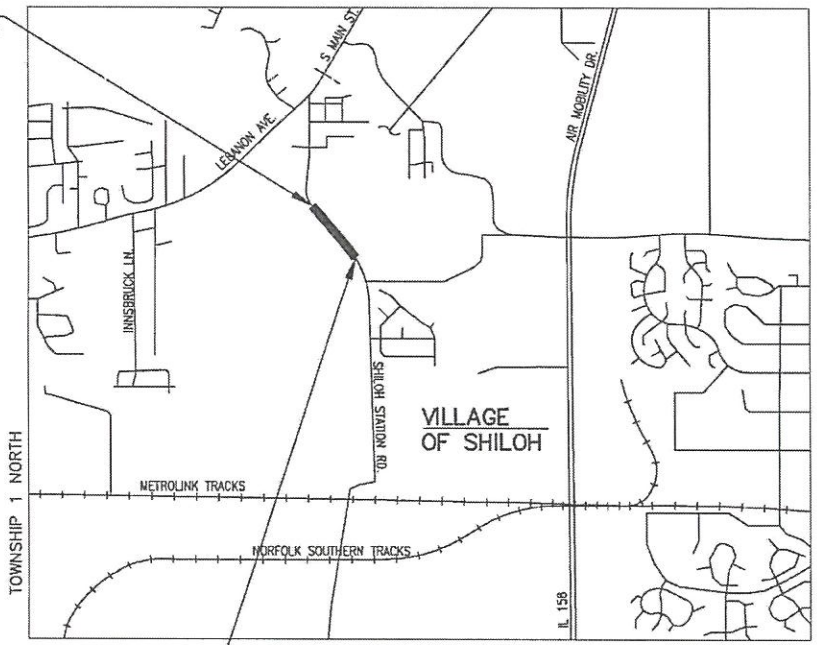 S MAIN ST.
LEBANON AVE.
AIR MOBILITY DR.
INNSBRUCK LN.
SHILOH STATION RD.
VILLAGE
OF SHILOH
TOWNSHIP 1 NORTH
METROLINK TRACKS
NORFOLK SOUTHERN TRACKS
IL 158